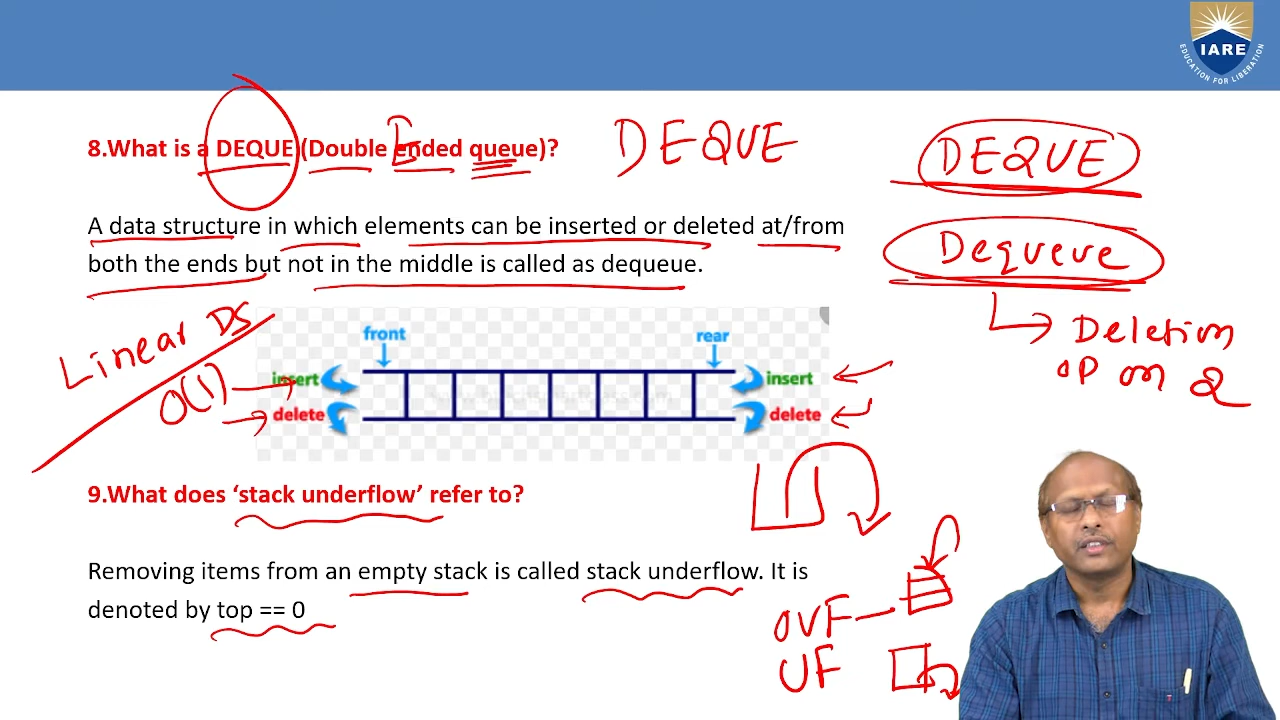 IARE
EDUCATION FOR LIBERATION
8.What is a DEQUE (Double ended queue)?
E
DEQUE
DEQUE
A data structure in which elements can be inserted or deleted at/from
both the ends but not in the middle is called as dequeue.
Dequeue
Deletion
OP on Q
Linear DS
O(1)
front
rear
insert
insert
delete
delete
9.What does ‘stack underflow’ refer to?
Removing items from an empty stack is called stack underflow. It is
denoted by top == 0
OVF
UF